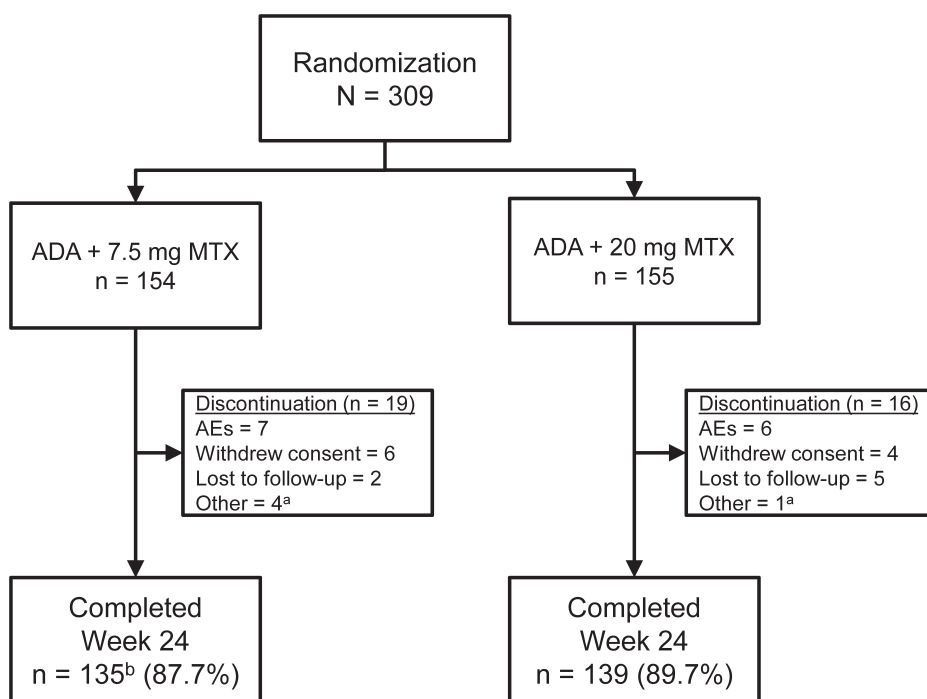 Randomization
N = 309
ADA + 7.5 mg MTX
n = 154
ADA + 20 mg MTX
n = 155
Discontinuation (n = 19)
AEs = 7
Withdrew consent = 6
Lost to follow-up = 2
Other = 4ᵃ
Discontinuation (n = 16)
AEs = 6
Withdrew consent = 4
Lost to follow-up = 5
Other = 1ᵃ
Completed
Week 24
n = 135ᵇ (87.7%)
Completed
Week 24
n = 139 (89.7%)